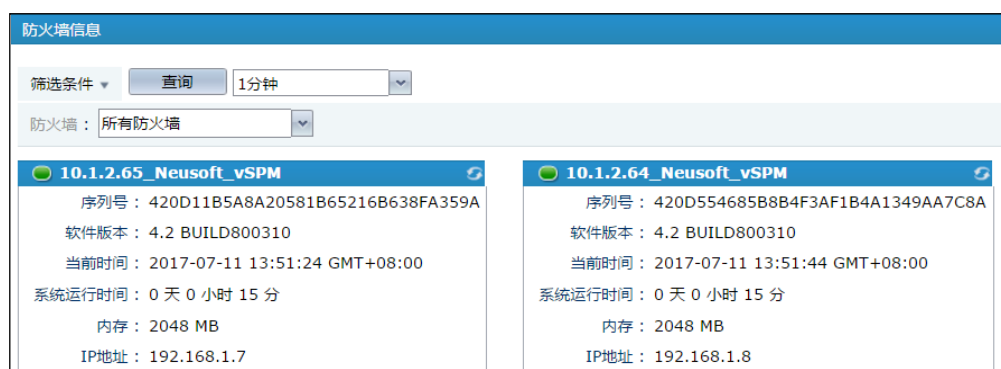 防火墙信息
筛选条件 查询 1分钟
防火墙： 所有防火墙
10.1.2.65_Neusoft_vSPM
序列号： 420D11B5A8A20581B65216B638FA359A
软件版本： 4.2 BUILD800310
当前时间： 2017-07-11 13:51:24 GMT+08:00
系统运行时间： 0 天 0 小时 15 分
内存： 2048 MB
IP地址： 192.168.1.7
10.1.2.64_Neusoft_vSPM
序列号： 420D554685B8B4F3AF1B4A1349AA7C8A
软件版本： 4.2 BUILD800310
当前时间： 2017-07-11 13:51:44 GMT+08:00
系统运行时间： 0 天 0 小时 15 分
内存： 2048 MB
IP地址： 192.168.1.8